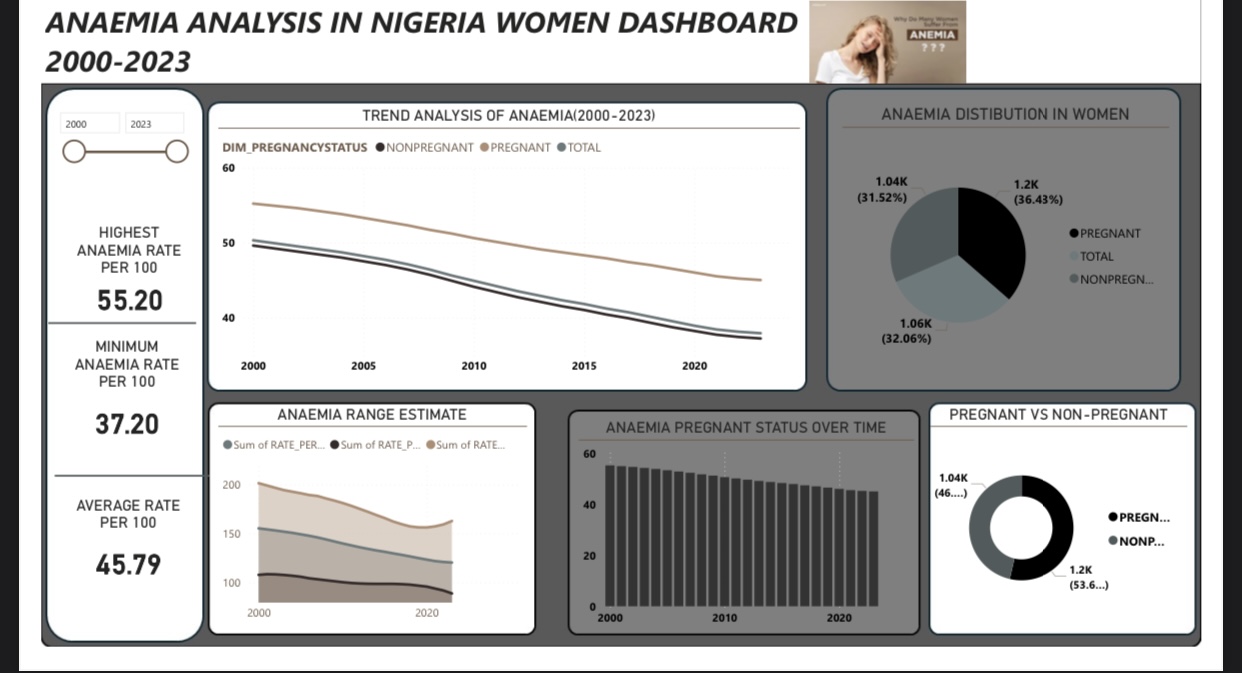 ANAEMIA ANALYSIS IN NIGERIA WOMEN DASHBOARD
2000-2023
Why Do Many Women
Suffer From
ANEMIA
? ? ?
2000
2023
HIGHEST
ANAEMIA RATE
PER 100
55.20
MINIMUM
ANAEMIA RATE
PER 100
37.20
AVERAGE RATE
PER 100
45.79
TREND ANALYSIS OF ANAEMIA(2000-2023)
DIM_PREGNANCYSTATUS NONPREGNANT PREGNANT TOTAL
60
50
40
2000 2005 2010 2015 2020
ANAEMIA DISTIBUTION IN WOMEN
1.04K
(31.52%)
1.2K
(36.43%)
1.06K
(32.06%)
PREGNANT
TOTAL
NONPREGN...
ANAEMIA RANGE ESTIMATE
Sum of RATE_PER... Sum of RATE_P... Sum of RATE...
200
150
100
2000 2020
ANAEMIA PREGNANT STATUS OVER TIME
60
40
20
0
2000 2010 2020
PREGNANT VS NON-PREGNANT
1.04K
(46....)
1.2K
(53.6...)
PREGN...
NONP...